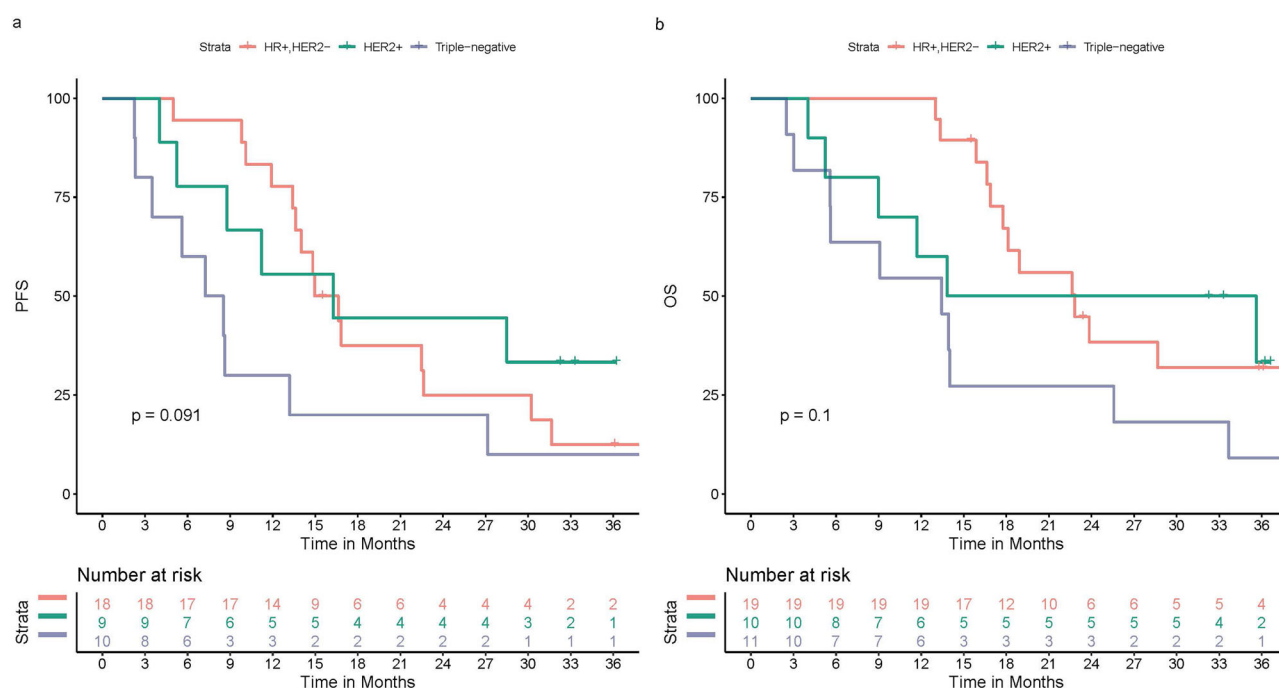 a
Strata HR+,HER2− HER2+ Triple−negative
100
75
50
25
0
PFS
p = 0.091
0 3 6 9 12 15 18 21 24 27 30 33 36
Time in Months
Number at risk
Strata
18 18 17 17 14 9 6 6 4 4 4 2 2
9 9 7 6 5 5 4 4 4 4 3 2 1
10 8 6 3 3 2 2 2 2 2 1 1 1
0 3 6 9 12 15 18 21 24 27 30 33 36
Time in Months
b
Strata HR+,HER2− HER2+ Triple−negative
100
75
50
25
0
OS
p = 0.1
0 3 6 9 12 15 18 21 24 27 30 33 36
Time in Months
Number at risk
Strata
19 19 19 19 19 17 12 10 6 6 5 5 4
10 10 8 7 6 5 5 5 5 5 5 4 2
11 10 7 7 6 3 3 3 3 2 2 2 1
0 3 6 9 12 15 18 21 24 27 30 33 36
Time in Months